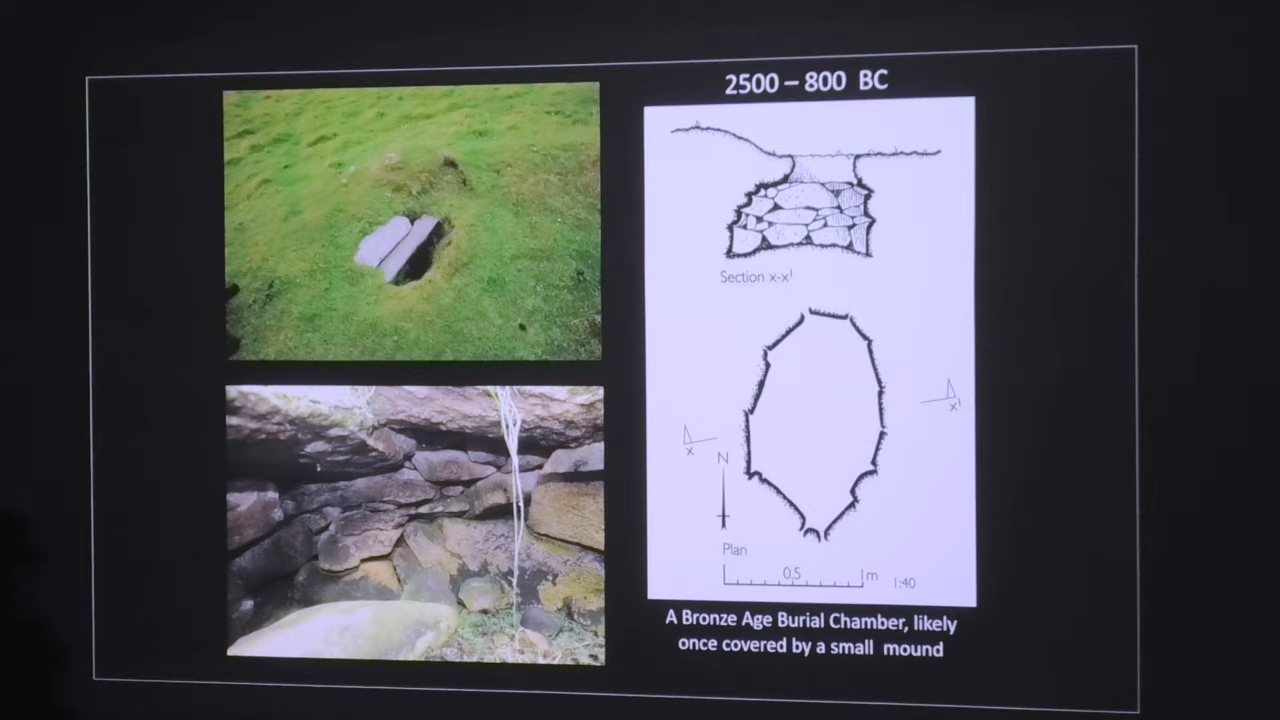 2500 – 800 BC
Section x-x¹
x¹
x
N
Plan
0.5 1m 1:40
A Bronze Age Burial Chamber, likely
once covered by a small mound